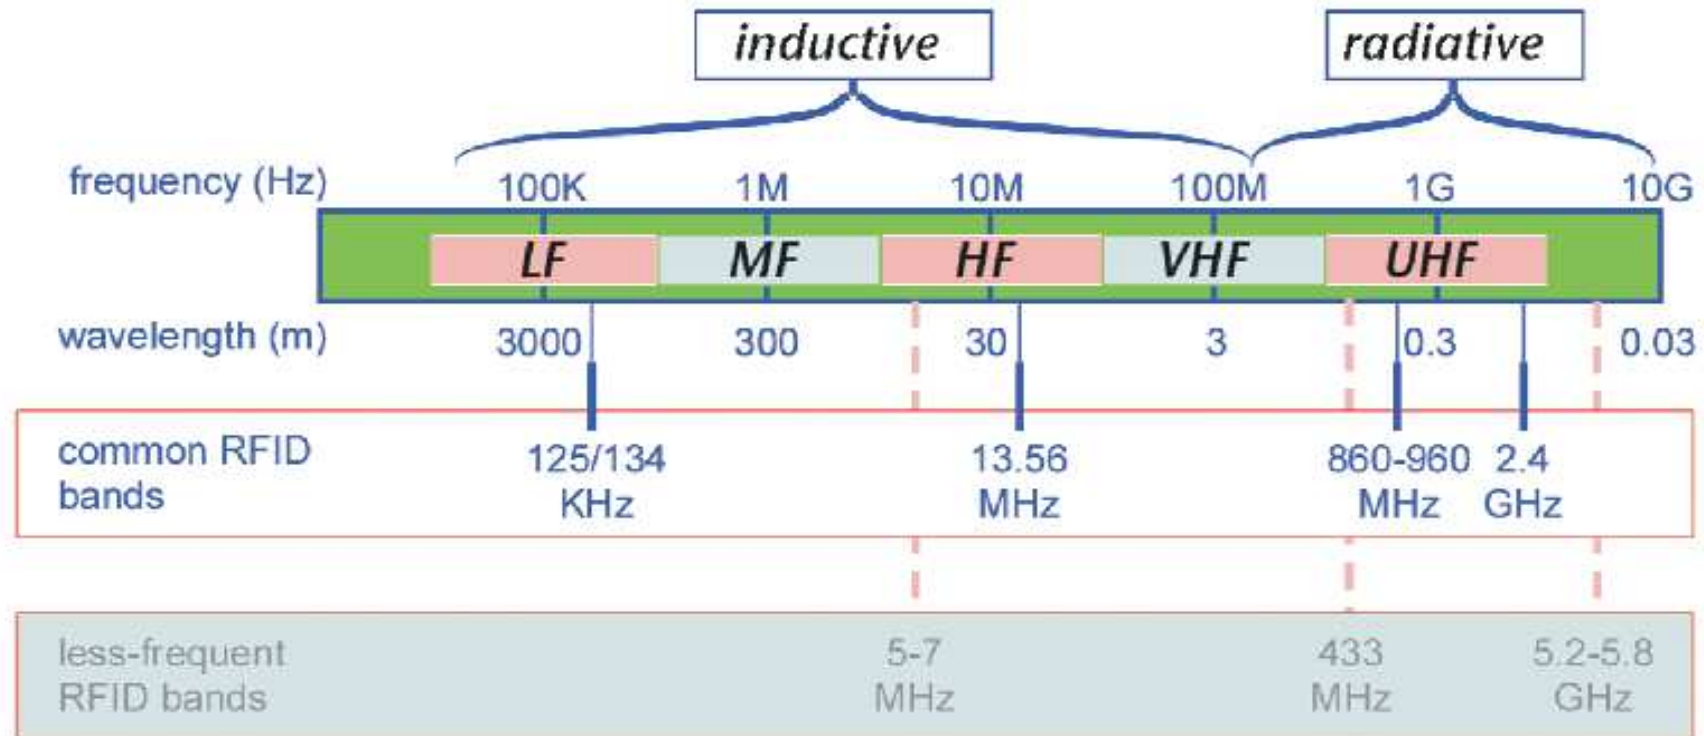 inductive radiative
frequency (Hz) 100K 1M 10M 100M 1G 10G
LF MF HF VHF UHF
wavelength (m) 3000 300 30 3 0.3 0.03
common RFID 125/134 13.56 860-960 2.4
bands KHz MHz MHz GHz
less-frequent 5-7 433 5.2-5.8
RFID bands MHz MHz GHz